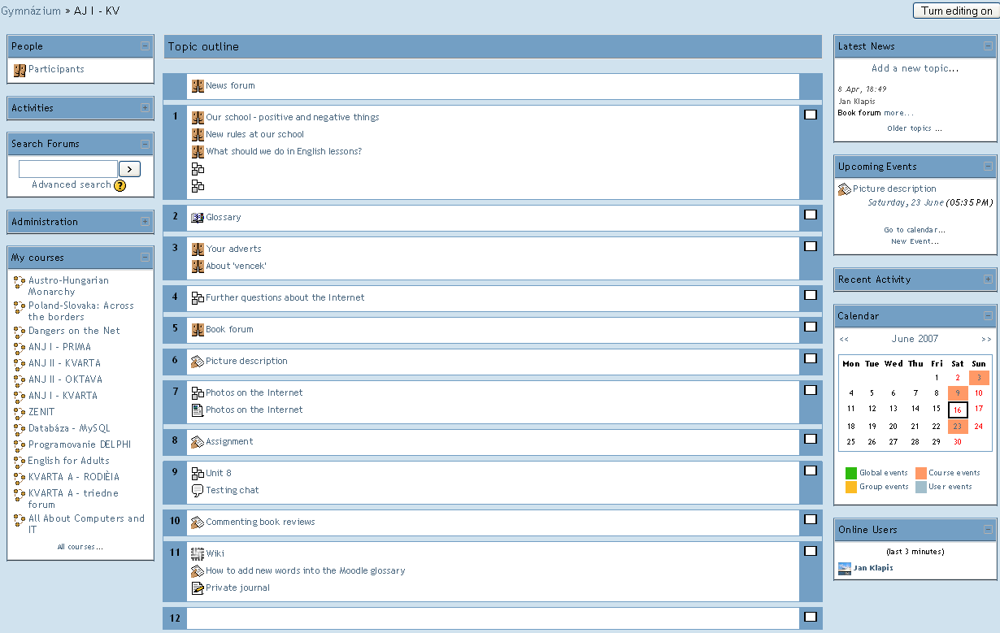 Gymnázium » AJ I - KV
Turn editing on
People
Participants
Activities
Search Forums
>
Advanced search ?
Administration
My courses
Austro-Hungarian
Monarchy
Poland-Slovaka: Across
the borders
Dangers on the Net
ANJ I - PRIMA
ANJ II - KVARTA
ANJ II - OKTAVA
ANJ I - KVARTA
ZENIT
Databáza - MySQL
Programovanie DELPHI
English for Adults
KVARTA A - RODIÈIA
KVARTA A - triedne
forum
All About Computers and
IT
All courses...
Topic outline
News forum
1
Our school - positive and negative things
New rules at our school
What should we do in English lessons?
2
Glossary
3
Your adverts
About 'vencek'
4
Further questions about the Internet
5
Book forum
6
Picture description
7
Photos on the Internet
Photos on the Internet
8
Assignment
9
Unit 8
Testing chat
10
Commenting book reviews
11
Wiki
How to add new words into the Moodle glossary
Private journal
12
Latest News
Add a new topic...
8 Apr, 18:49
Jan Klapis
Book forum more...
Older topics ...
Upcoming Events
Picture description
Saturday, 23 June (05:35 PM)
Go to calendar...
New Event...
Recent Activity
Calendar
<< June 2007 >>
Mon Tue Wed Thu Fri Sat Sun
1 2 3
4 5 6 7 8 9 10
11 12 13 14 15 16 17
18 19 20 21 22 23 24
25 26 27 28 29 30
Global events Course events
Group events User events
Online Users
(last 3 minutes)
Jan Klapis